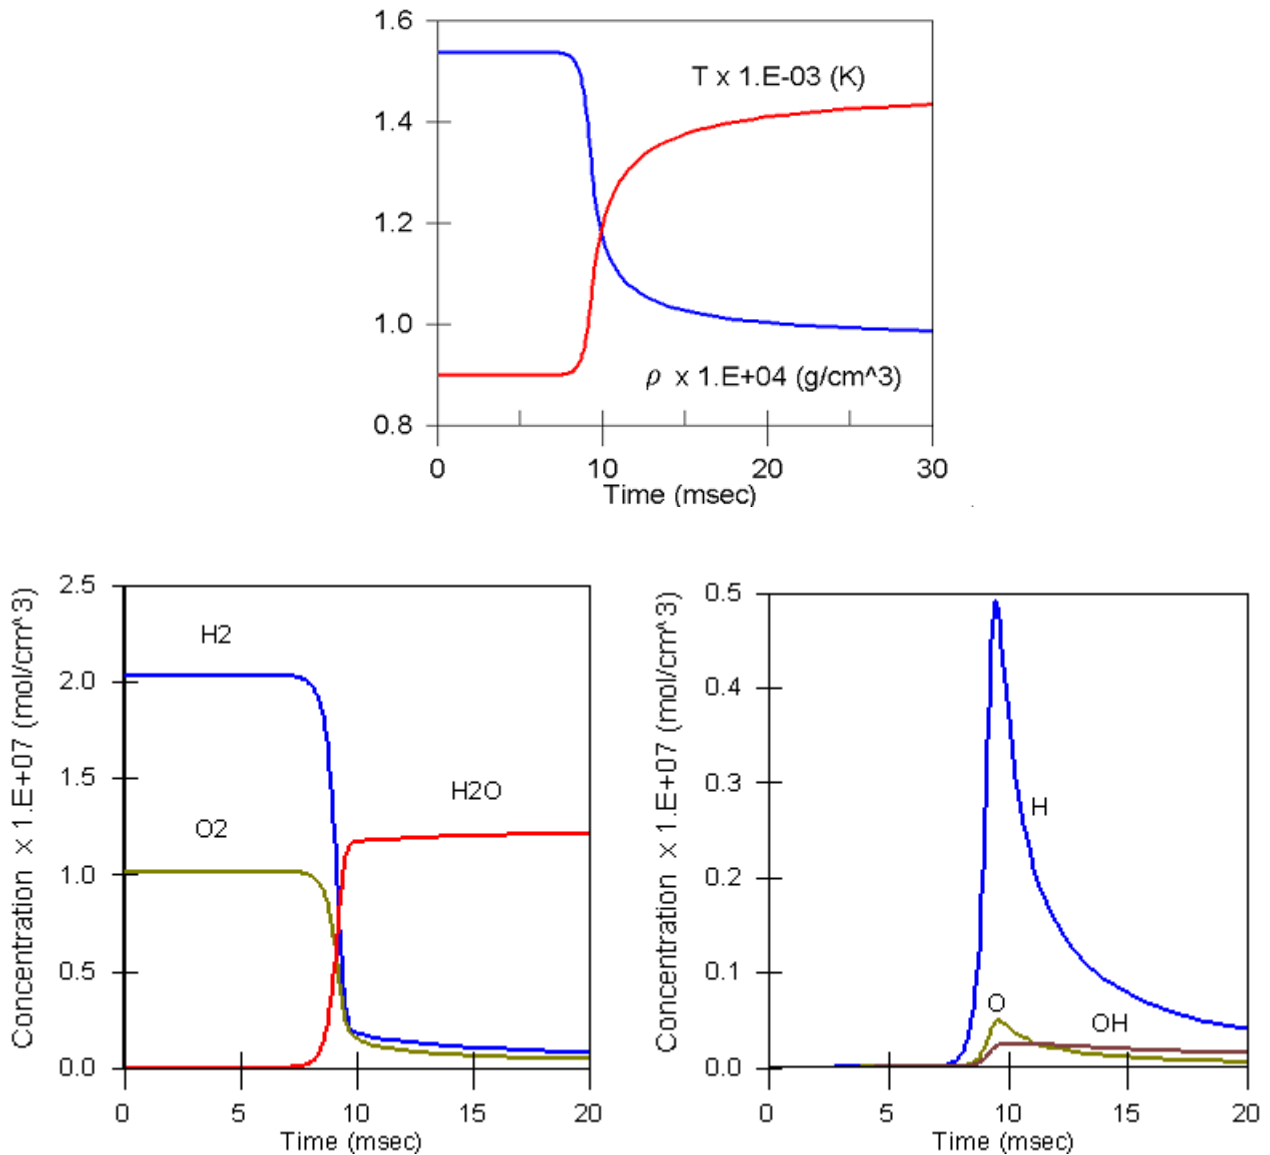 1.6
T x 1.E-03 (K)
1.4
1.2
1.0
ρ x 1.E+04 (g/cm^3)
0.8
0 10 20 30
Time (msec)
Concentration x 1.E+07 (mol/cm^3)
2.5
H2
2.0
1.5
H2O
O2
1.0
0.5
0.0
0 5 10 15 20
Time (msec)
Concentration x 1.E+07 (mol/cm^3)
0.5
0.4
0.3
H
0.2
0.1
O
OH
0.0
0 5 10 15 20
Time (msec)